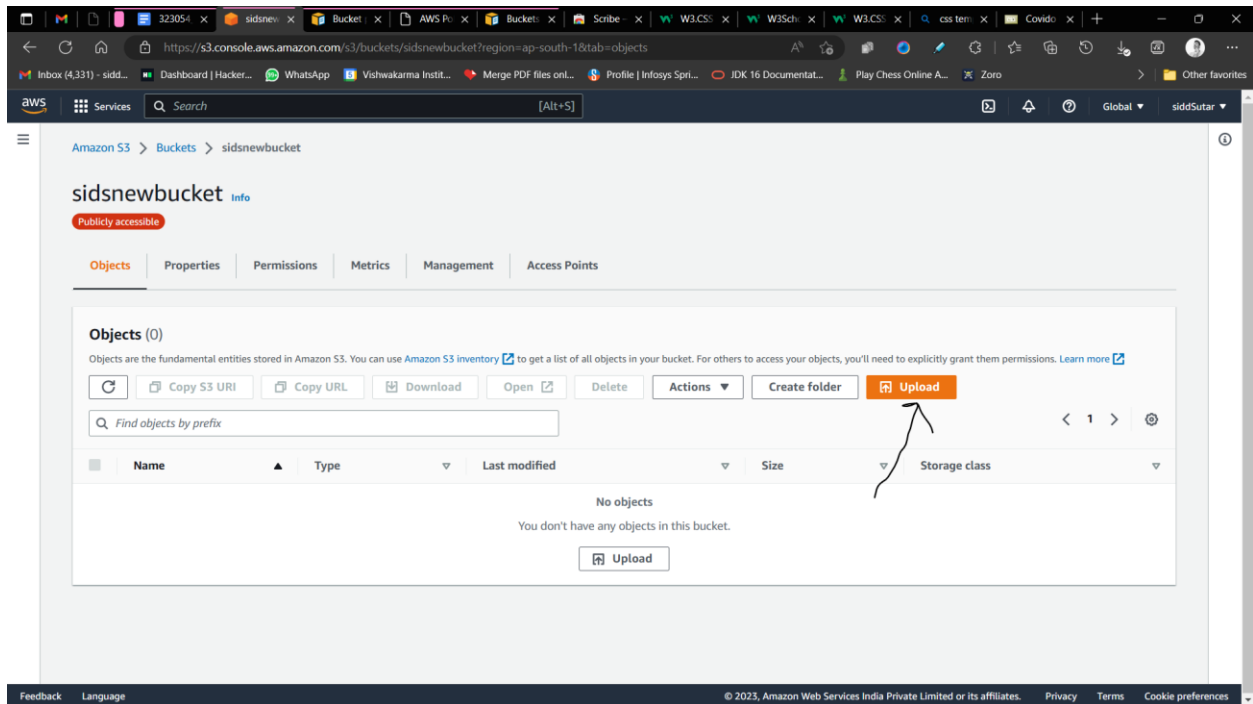 323054 sidsnew Bucket AWS Po Buckets Scribe – W3.CSS W3Sch W3.CSS css tem Covido
https://s3.console.aws.amazon.com/s3/buckets/sidsnewbucket?region=ap-south-1&tab=objects
Inbox (4,331) - sidd... Dashboard | Hacker... WhatsApp Vishwakarma Instit... Merge PDF files onl... Profile | Infosys Spri... JDK 16 Documentat... Play Chess Online A... Zoro Other favorites
aws Services Search [Alt+S] Global siddSutar
Amazon S3 > Buckets > sidsnewbucket
sidsnewbucket Info
Publicly accessible
Objects Properties Permissions Metrics Management Access Points
Objects (0)
Objects are the fundamental entities stored in Amazon S3. You can use Amazon S3 inventory to get a list of all objects in your bucket. For others to access your objects, you'll need to explicitly grant them permissions. Learn more
Copy S3 URI Copy URL Download Open Delete Actions Create folder Upload
Find objects by prefix < 1 >
Name Type Last modified Size Storage class
No objects
You don't have any objects in this bucket.
Upload
Feedback Language © 2023, Amazon Web Services India Private Limited or its affiliates. Privacy Terms Cookie preferences